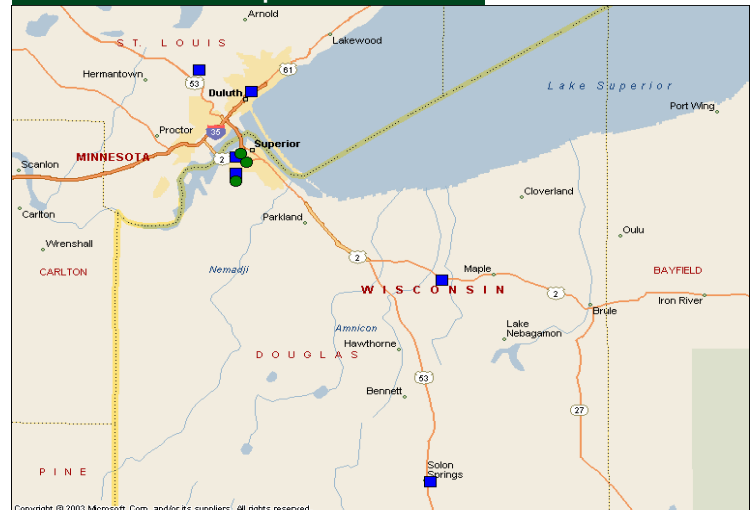 Arnold
Lakewood
ST. LOUIS
61
Hermantown
53
Duluth
Lake Superior
Port Wing
Proctor
35
Superior
MINNESOTA
2
Scanlon
Cloverland
Carlton
Parkland
Oulu
Wrenshall
2
CARLTON
Nemadji
Maple
BAYFIELD
WISCONSIN
2
Iron River
Brule
Amnicon
Lake
Nebagamon
Hawthorne
DOUGLAS
53
Bennett
27
Solon
Springs
PINE
Copyright © 2003 Microsoft Corp. and/or its suppliers. All rights reserved.